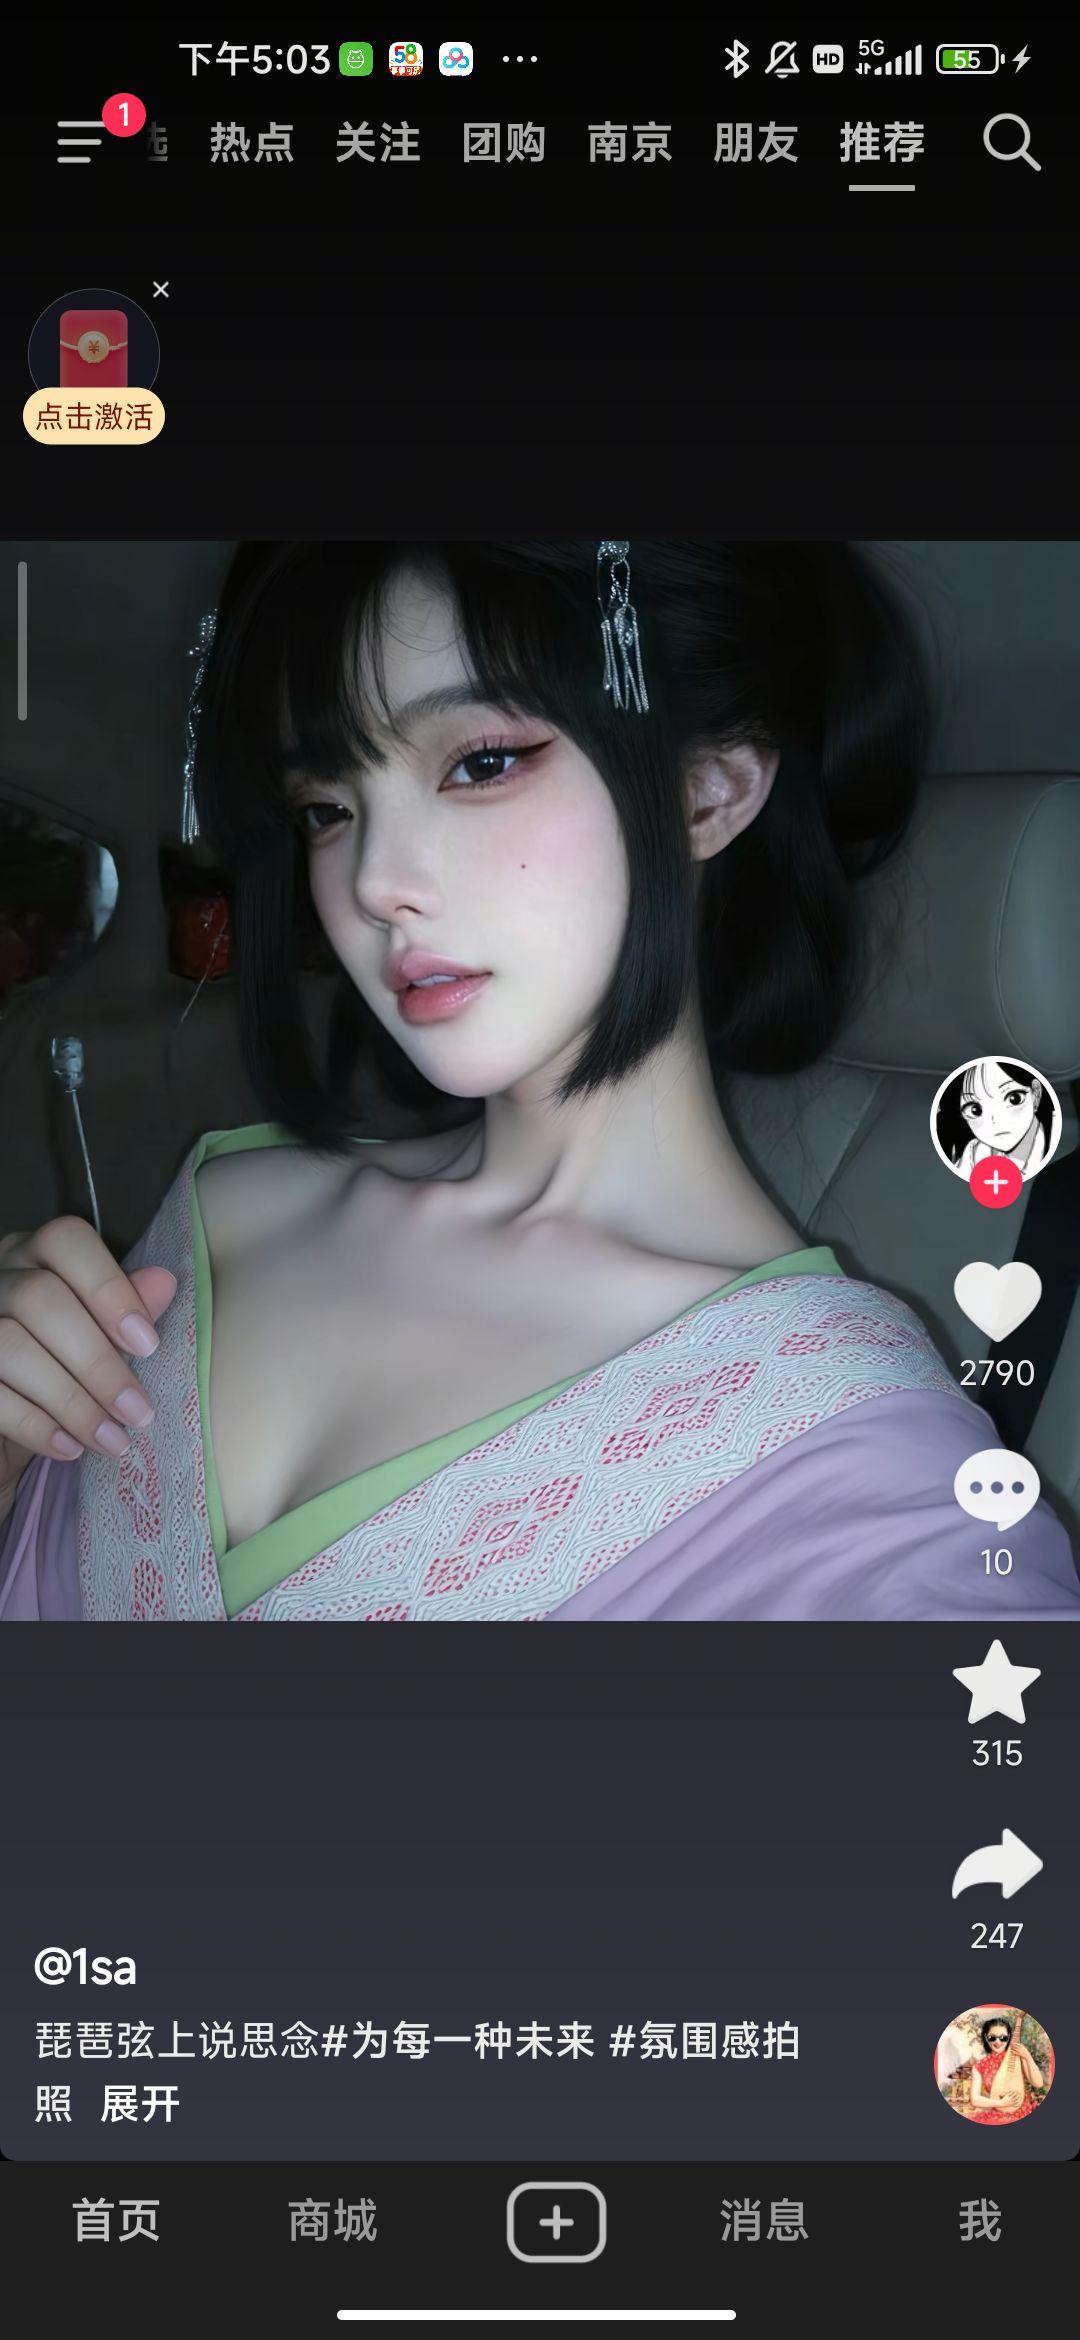 下午5:03
58
HD
5G
55
1
选 热点 关注 团购 南京 朋友 推荐
¥
点击激活
2790
10
315
247
@1sa
琵琶弦上说思念#为每一种未来 #氛围感拍
照 展开
首页 商城 消息 我